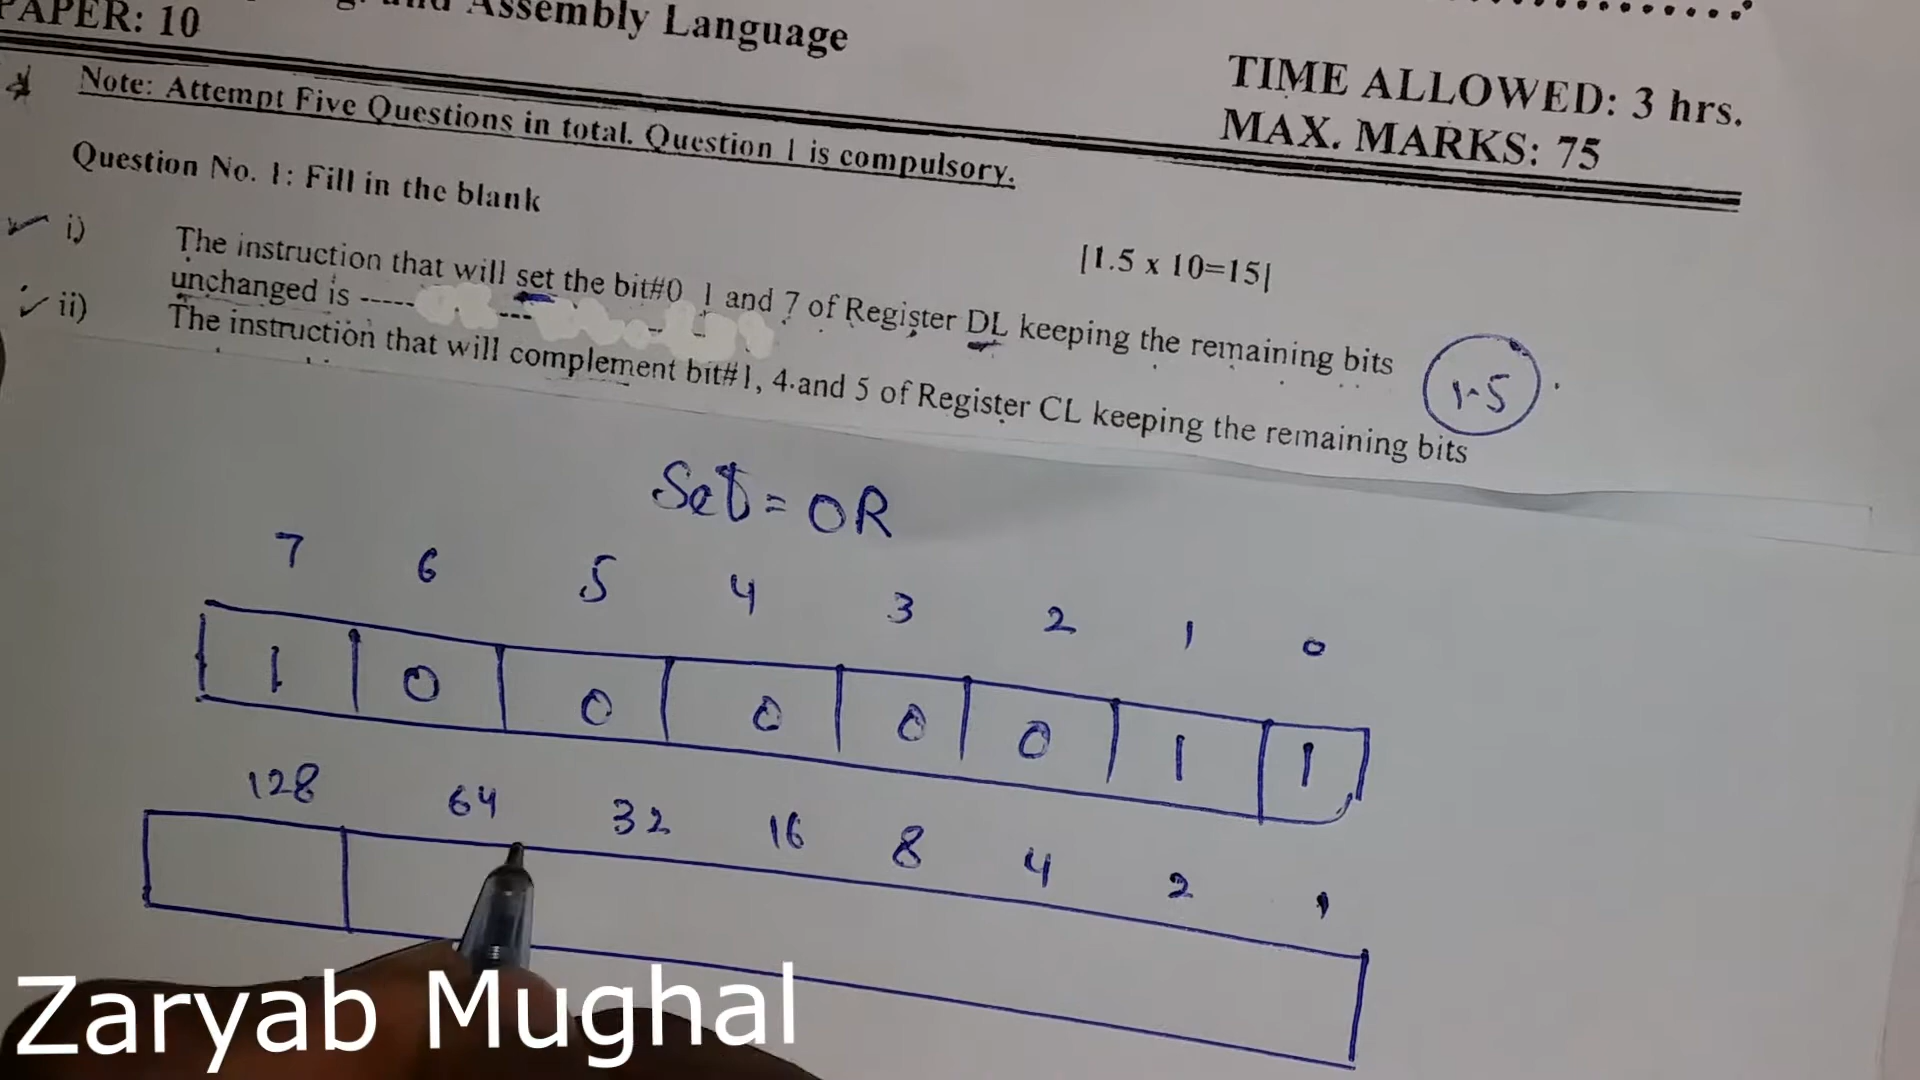 and Assembly Language
PAPER: 10
TIME ALLOWED: 3 hrs.
MAX. MARKS: 75
Note: Attempt Five Questions in total. Question 1 is compulsory.
Question No. 1: Fill in the blank
[1.5 x 10=15]
i) The instruction that will set the bit#0 1 and 7 of Register DL keeping the remaining bits
unchanged is -----
---
ii) The instruction that will complement bit#1, 4 and 5 of Register CL keeping the remaining bits
1.5
Set = OR
7 6 5 4 3 2 1 0
1 0 0 0 0 0 1 1
128 64 32 16 8 4 2 1
Zaryab Mughal